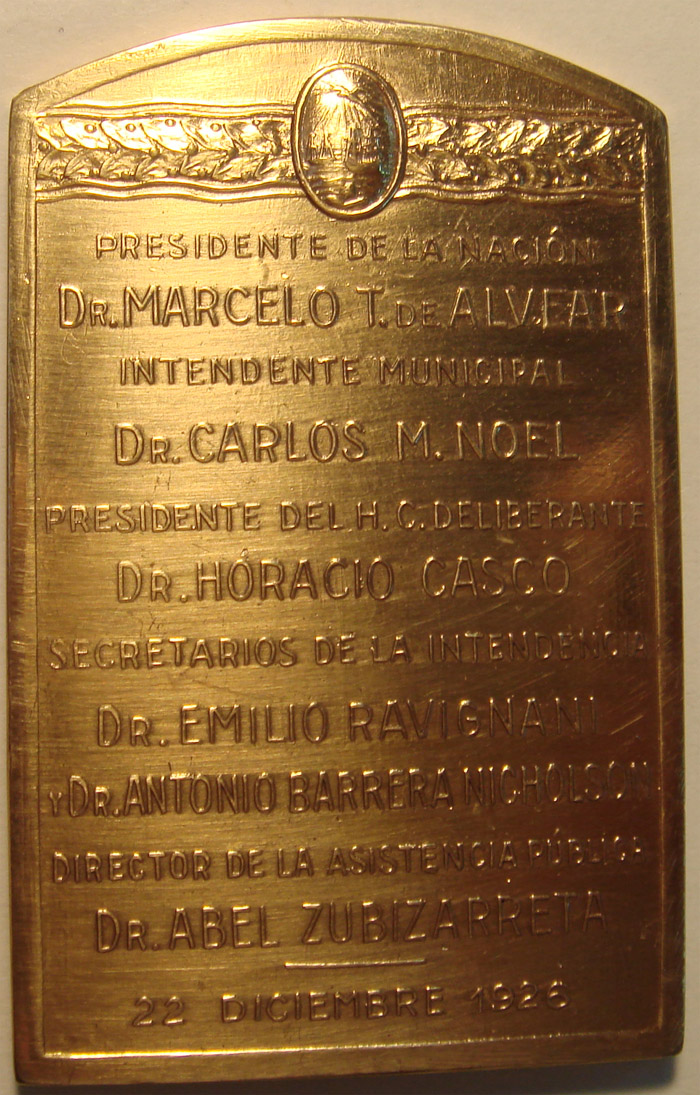 PRESIDENTE DE LA NACIÓN
DR. MARCELO T. DE ALVEAR
INTENDENTE MUNICIPAL
DR. CARLOS M. NOEL
PRESIDENTE DEL H. C. DELIBERANTE
DR. HORACIO CASCO
SECRETARIOS DE LA INTENDENCIA
DR. EMILIO RAVIGNANI
Y DR. ANTONIO BARRERA NICHOLSON
DIRECTOR DE LA ASISTENCIA PÚBLICA
DR. ABEL ZUBIZARRETA
22 DICIEMBRE 1926